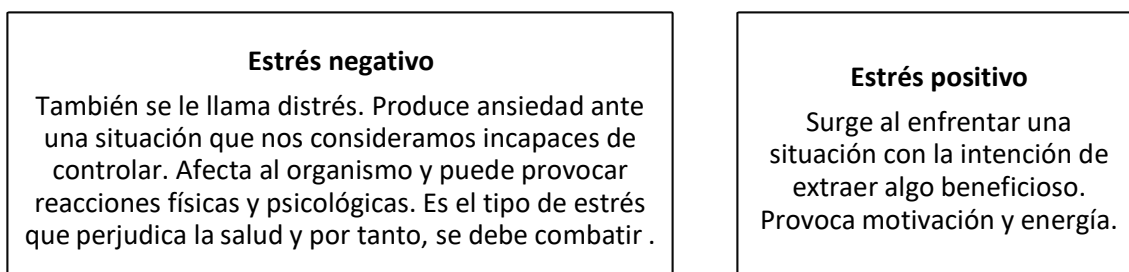 Estrés negativo
También se le llama distrés. Produce ansiedad ante
una situación que nos consideramos incapaces de
controlar. Afecta al organismo y puede provocar
reacciones físicas y psicológicas. Es el tipo de estrés
que perjudica la salud y por tanto, se debe combatir .
Estrés positivo
Surge al enfrentar una
situación con la intención de
extraer algo beneficioso.
Provoca motivación y energía.